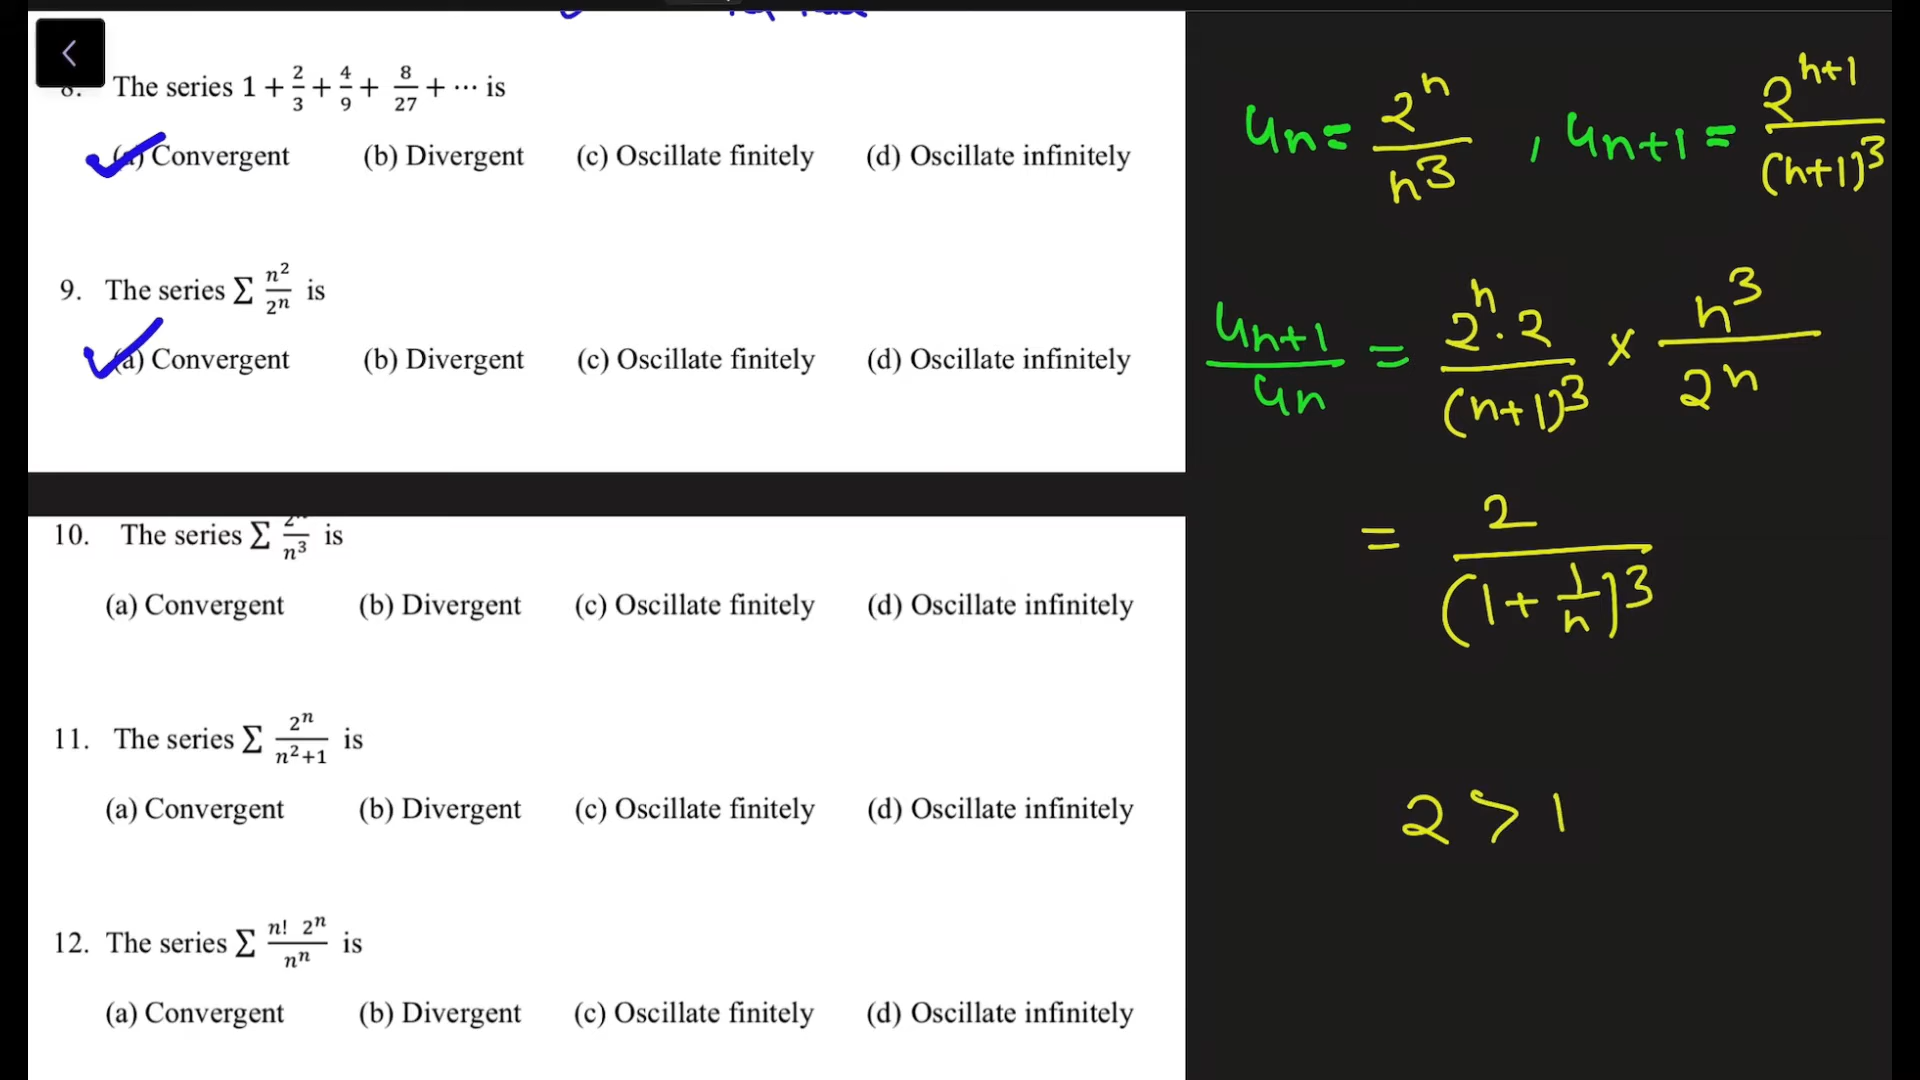 8. The series 1 + 2/3 + 4/9 + 8/27 + ⋯ is
(a) Convergent (b) Divergent (c) Oscillate finitely (d) Oscillate infinitely
9. The series ∑ n²/2ⁿ is
(a) Convergent (b) Divergent (c) Oscillate finitely (d) Oscillate infinitely
10. The series ∑ 2ⁿ/n³ is
(a) Convergent (b) Divergent (c) Oscillate finitely (d) Oscillate infinitely
11. The series ∑ 2ⁿ/(n²+1) is
(a) Convergent (b) Divergent (c) Oscillate finitely (d) Oscillate infinitely
12. The series ∑ n! 2ⁿ/nⁿ is
(a) Convergent (b) Divergent (c) Oscillate finitely (d) Oscillate infinitely
uₙ = 2ⁿ/n³ , uₙ₊₁ = 2ⁿ⁺¹/(n+1)³
uₙ₊₁/uₙ = 2ⁿ·2/(n+1)³ × n³/2ⁿ
= 2/(1+1/n)³
2 > 1